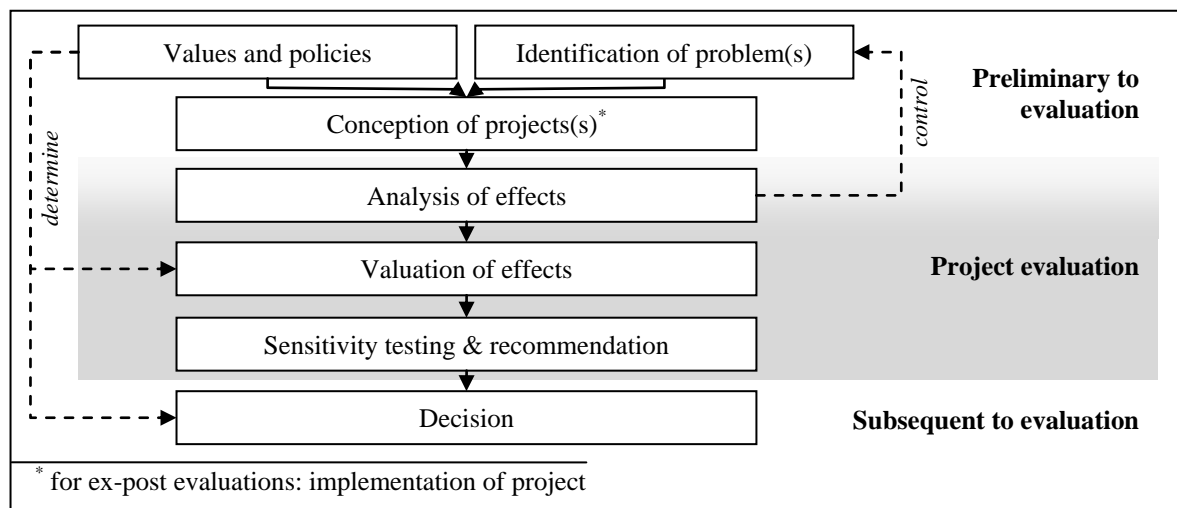 Values and policies
Identification of problem(s)
Preliminary to
evaluation
control
determine
Conception of projects(s)*
Analysis of effects
Valuation of effects
Project evaluation
Sensitivity testing & recommendation
Decision
Subsequent to evaluation
* for ex-post evaluations: implementation of project